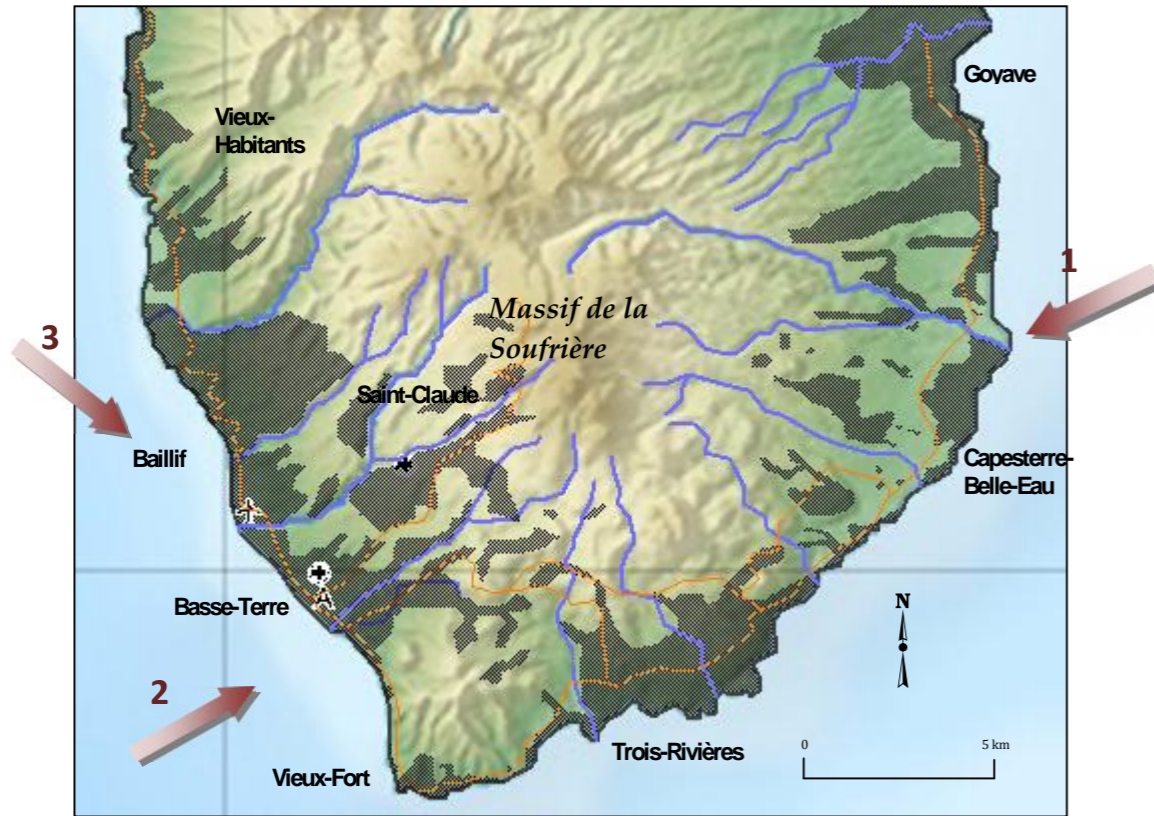 Goyave
Vieux-
Habitants
1
Massif de la
Soufrière
3
Saint-Claude
Baillif
Capesterre-
Belle-Eau
Basse-Terre
N
2
Trois-Rivières
0
5 km
Vieux-Fort